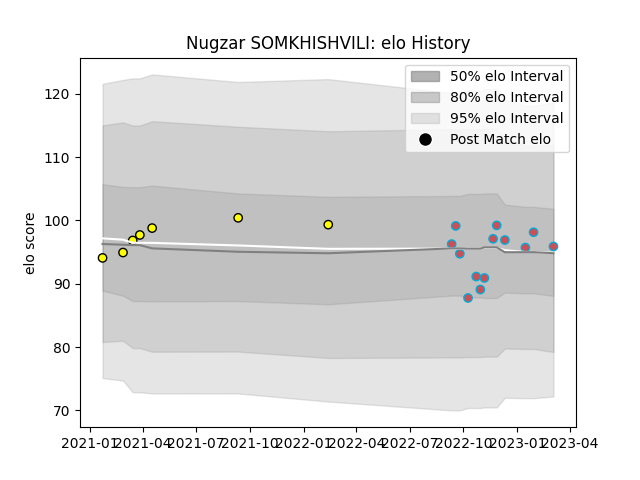 Nugzar SOMKHISHVILI: elo History
50% elo Interval
80% elo Interval
95% elo Interval
Post Match elo
elo score
120
110
100
90
80
70
2021-01 2021-04 2021-07 2021-10 2022-01 2022-04 2022-07 2022-10 2023-01 2023-04